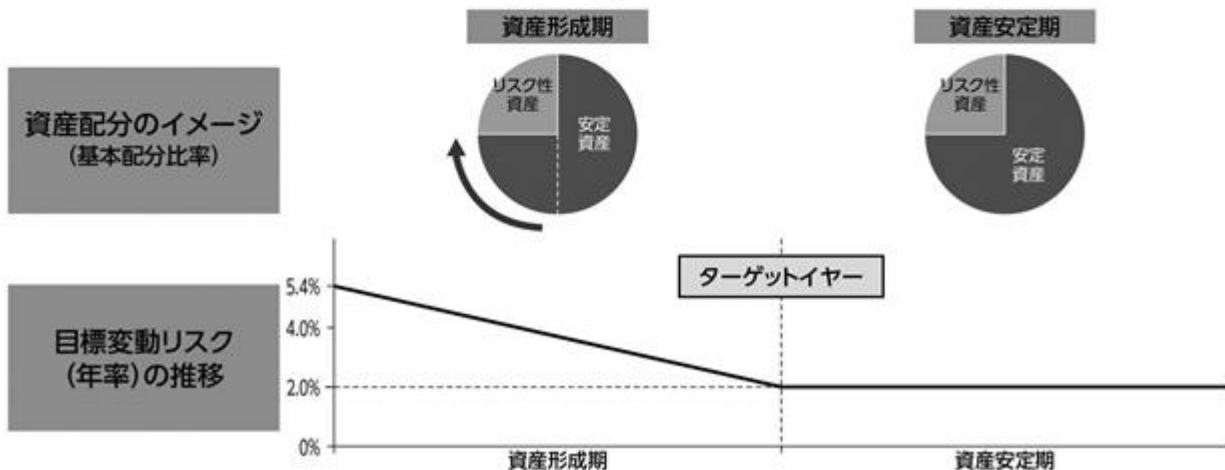 資産形成期
資産安定期
資産配分のイメージ
(基本配分比率)
リスク性
資産
安定
資産
リスク性
資産
安定
資産
ターゲットイヤー
目標変動リスク
(年率)の推移
5.4%
4.0%
2.0%
0%
資産形成期
資産安定期